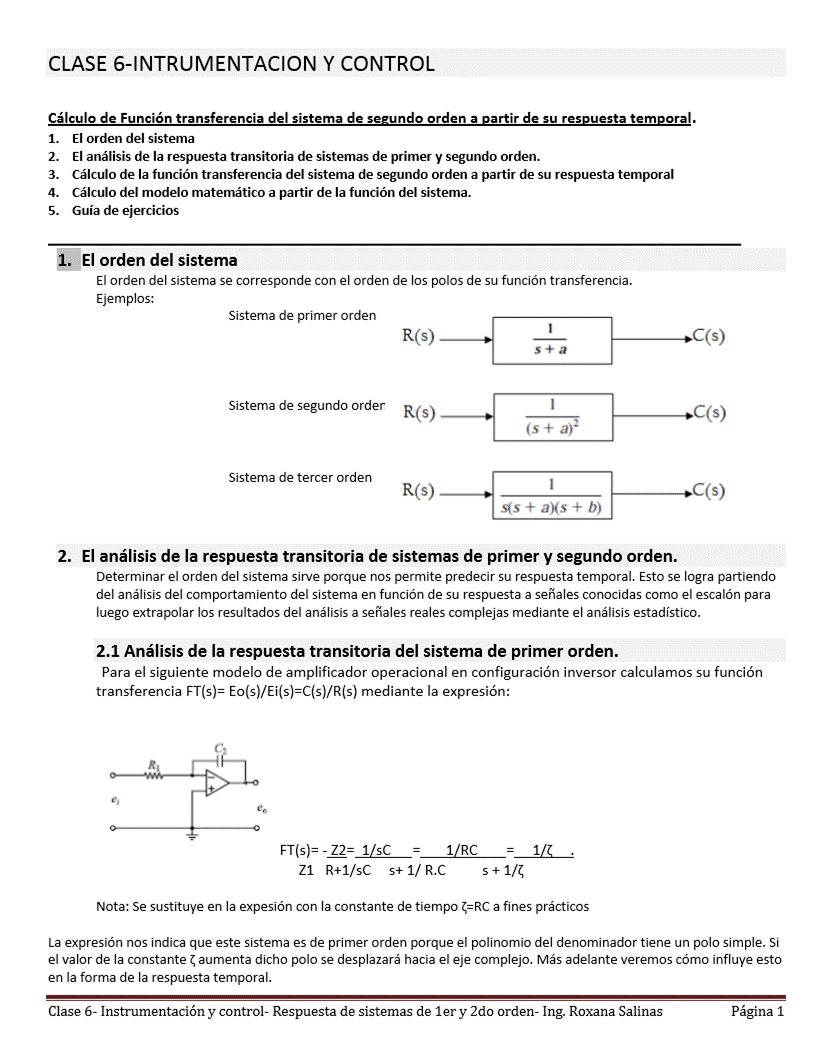 CLASE 6-INTRUMENTACION Y CONTROL
Cálculo de Función transferencia del sistema de segundo orden a partir de su respuesta temporal.
1. El orden del sistema
2. El análisis de la respuesta transitoria de sistemas de primer y segundo orden.
3. Cálculo de la función transferencia del sistema de segundo orden a partir de su respuesta temporal
4. Cálculo del modelo matemático a partir de la función del sistema.
5. Guía de ejercicios
1. El orden del sistema
El orden del sistema se corresponde con el orden de los polos de su función transferencia.
Ejemplos:
Sistema de primer orden
R(s)
1
s + a
C(s)
Sistema de segundo orden
R(s)
1
(s + a)²
C(s)
Sistema de tercer orden
R(s)
1
s(s + a)(s + b)
C(s)
2. El análisis de la respuesta transitoria de sistemas de primer y segundo orden.
Determinar el orden del sistema sirve porque nos permite predecir su respuesta temporal. Esto se logra partiendo
del análisis del comportamiento del sistema en función de su respuesta a señales conocidas como el escalón para
luego extrapolar los resultados del análisis a señales reales complejas mediante el análisis estadístico.
2.1 Análisis de la respuesta transitoria del sistema de primer orden.
Para el siguiente modelo de amplificador operacional en configuración inversor calculamos su función
transferencia FT(s)= Eo(s)/Ei(s)=C(s)/R(s) mediante la expresión:
C₂
R₁
eᵢ
eₒ
FT(s)= - Z2= 1/sC = 1/RC = 1/ζ .
Z1 R+1/sC s+ 1/ R.C s + 1/ζ
Nota: Se sustituye en la expesión con la constante de tiempo ζ=RC a fines prácticos
La expresión nos indica que este sistema es de primer orden porque el polinomio del denominador tiene un polo simple. Si
el valor de la constante ζ aumenta dicho polo se desplazará hacia el eje complejo. Más adelante veremos cómo influye esto
en la forma de la respuesta temporal.
Clase 6- Instrumentación y control- Respuesta de sistemas de 1er y 2do orden- Ing. Roxana Salinas Página 1